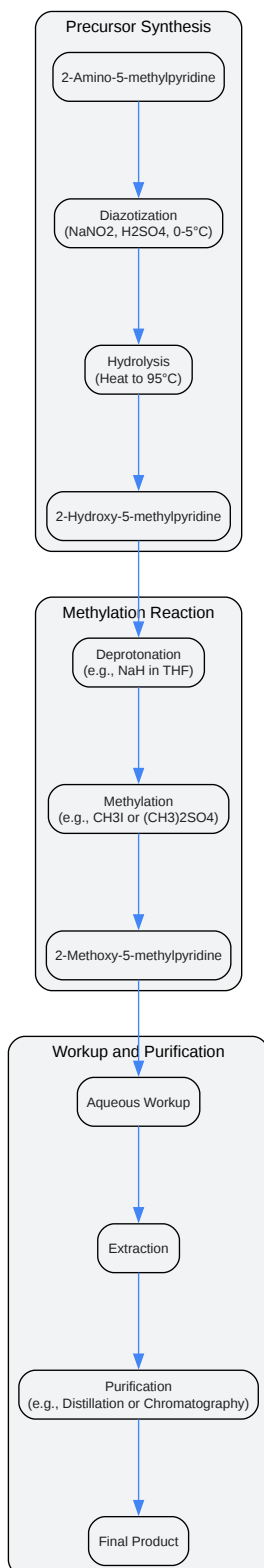 Precursor Synthesis
2-Amino-5-methylpyridine
Diazotization
(NaNO2, H2SO4, 0-5°C)
Hydrolysis
(Heat to 95°C)
2-Hydroxy-5-methylpyridine
Methylation Reaction
Deprotonation
(e.g., NaH in THF)
Methylation
(e.g., CH3I or (CH3)2SO4)
2-Methoxy-5-methylpyridine
Workup and Purification
Aqueous Workup
Extraction
Purification
(e.g., Distillation or Chromatography)
Final Product